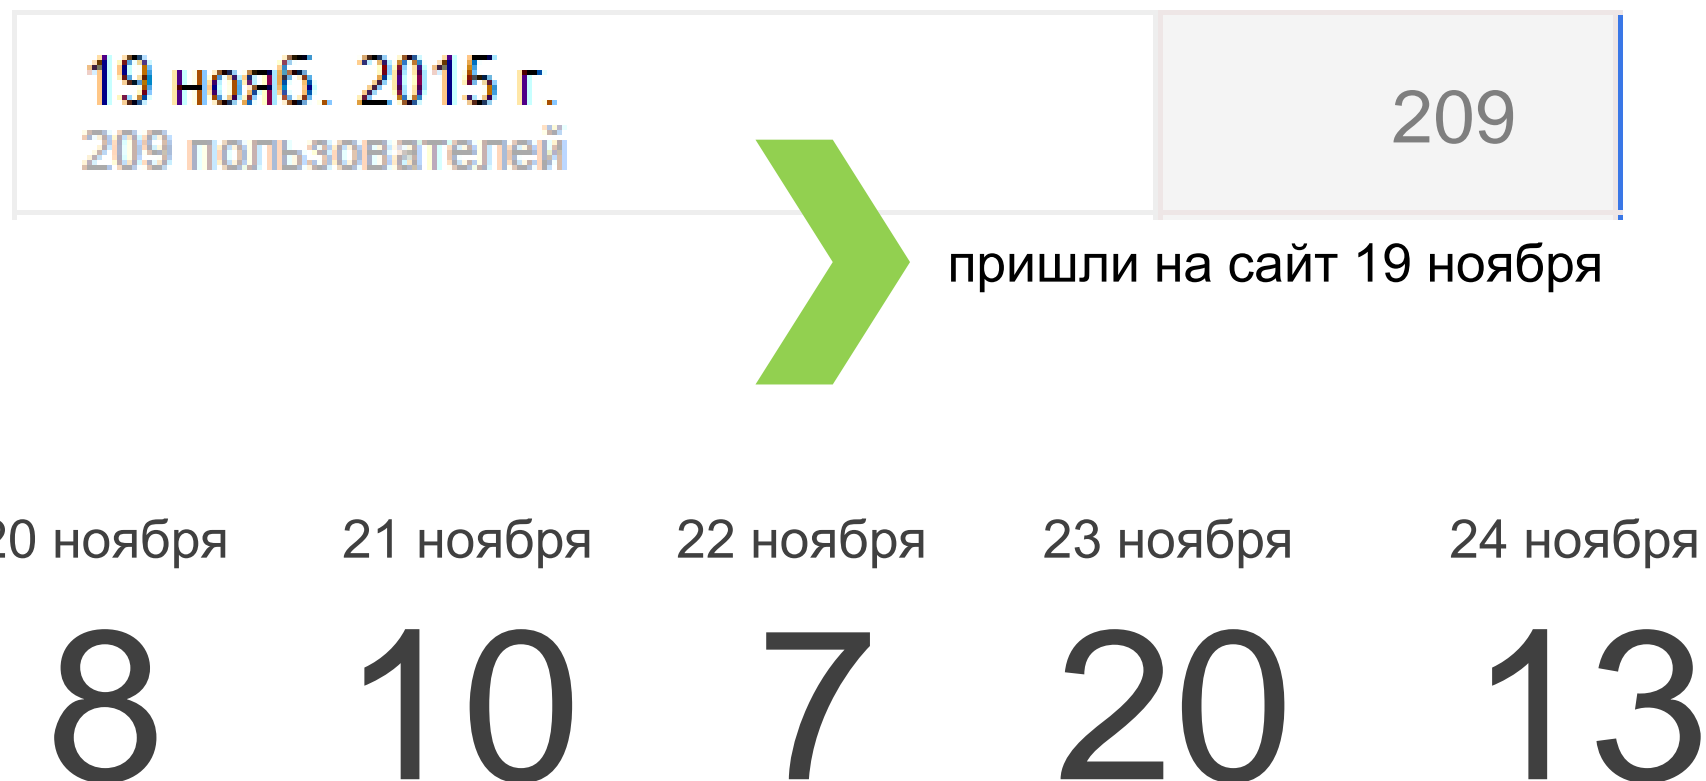 19 нояб. 2015 г.
209 пользователей
209
пришли на сайт 19 ноября
20 ноября 21 ноября 22 ноября 23 ноября 24 ноября
8 10 7 20 13